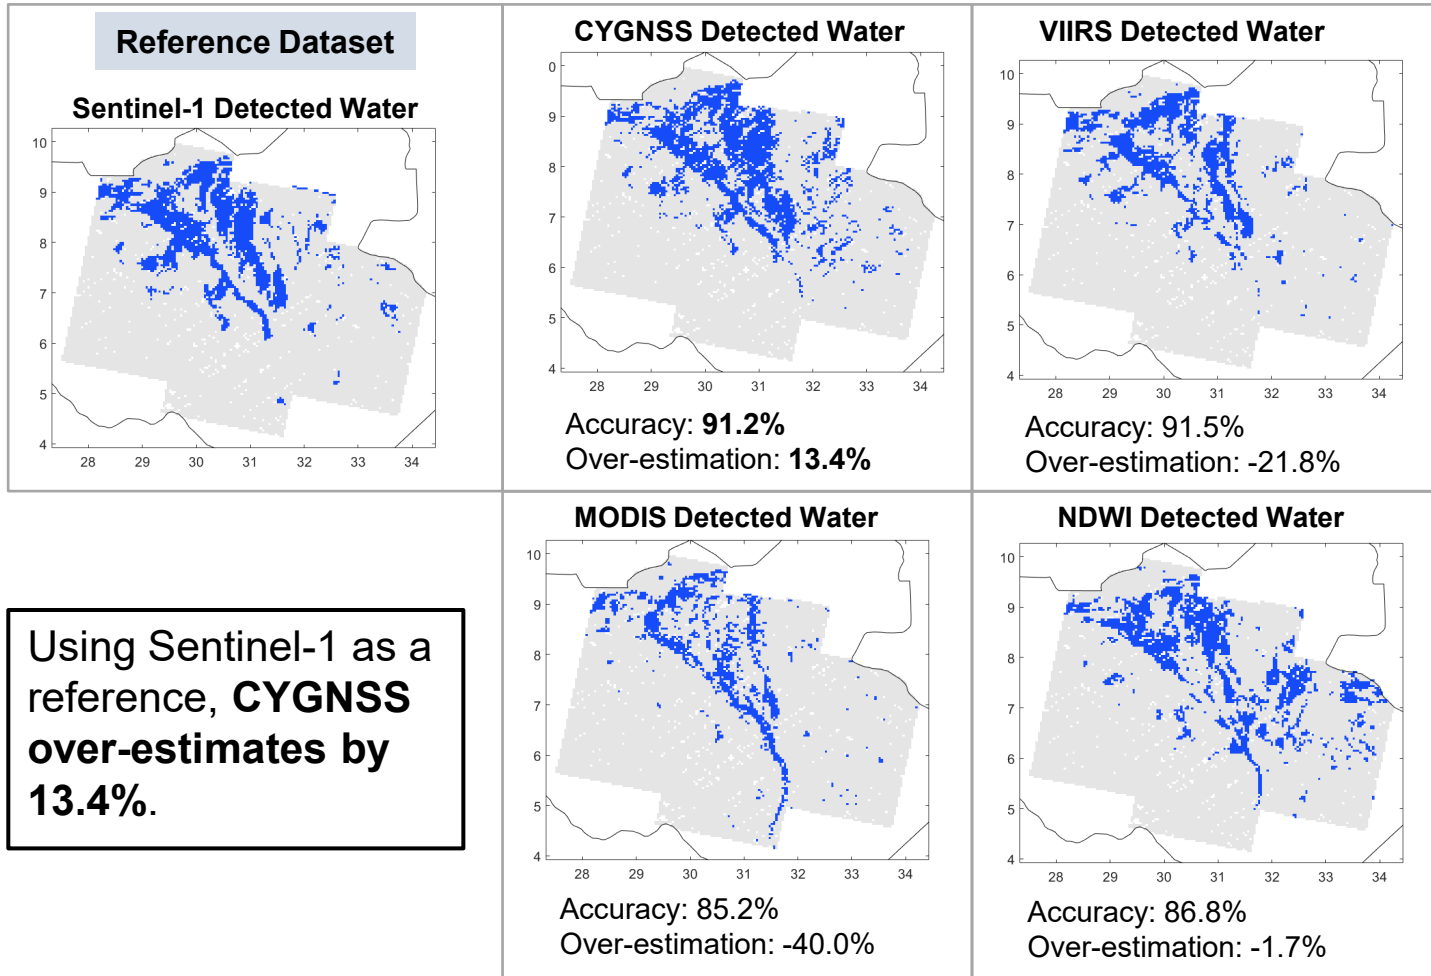 Reference Dataset
Sentinel-1 Detected Water
10
9
8
7
6
5
4
28 29 30 31 32 33 34
CYGNSS Detected Water
0
9
8
7
6
5
4
28 29 30 31 32 33 34
Accuracy: 91.2%
Over-estimation: 13.4%
VIIRS Detected Water
10
9
8
7
6
5
4
28 29 30 31 32 33 34
Accuracy: 91.5%
Over-estimation: -21.8%
Using Sentinel-1 as a
reference, CYGNSS
over-estimates by
13.4%.
MODIS Detected Water
10
9
8
7
6
5
4
28 29 30 31 32 33 34
Accuracy: 85.2%
Over-estimation: -40.0%
NDWI Detected Water
10
9
8
7
6
5
4
28 29 30 31 32 33 34
Accuracy: 86.8%
Over-estimation: -1.7%